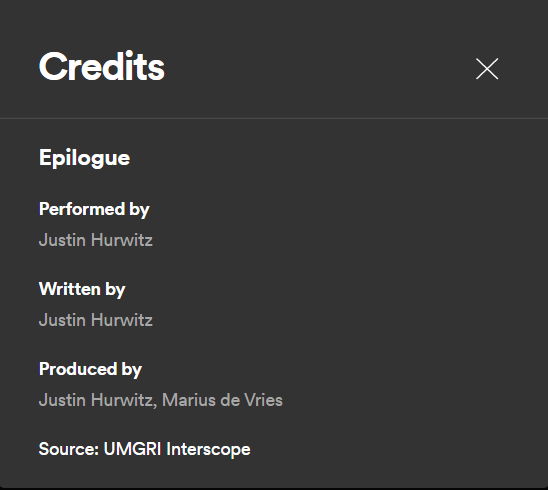 Credits
Epilogue
Performed by
Justin Hurwitz
Written by
Justin Hurwitz
Produced by
Justin Hurwitz, Marius de Vries
Source: UMGRI Interscope